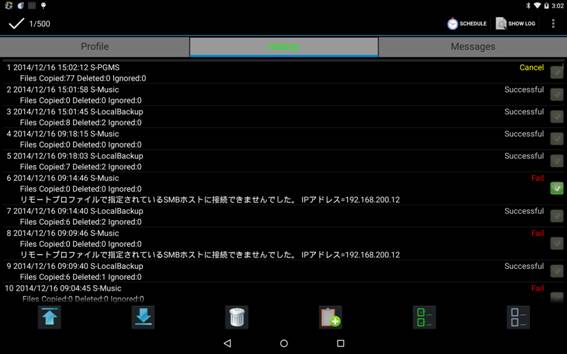 3:02
1/500
SCHEDULE
SHOW LOG
Profile
History
Messages
1 2014/12/16 15:02:12 S-PGMS
Cancel
Files Copied:77 Deleted:0 Ignored:0
2 2014/12/16 15:01:58 S-Music
Successful
Files Copied:0 Deleted:0 Ignored:0
3 2014/12/16 15:01:45 S-LocalBackup
Successful
Files Copied:8 Deleted:2 Ignored:0
4 2014/12/16 09:18:15 S-Music
Successful
Files Copied:0 Deleted:0 Ignored:0
5 2014/12/16 09:18:03 S-LocalBackup
Successful
Files Copied:7 Deleted:2 Ignored:0
6 2014/12/16 09:14:46 S-Music
Fail
Files Copied:0 Deleted:0 Ignored:0
リモートプロファイルで指定されているSMBホストに接続できませんでした。 IPアドレス=192.168.200.12
7 2014/12/16 09:14:40 S-LocalBackup
Successful
Files Copied:6 Deleted:2 Ignored:0
8 2014/12/16 09:09:46 S-Music
Fail
Files Copied:0 Deleted:0 Ignored:0
リモートプロファイルで指定されているSMBホストに接続できませんでした。 IPアドレス=192.168.200.12
9 2014/12/16 09:09:40 S-LocalBackup
Successful
Files Copied:6 Deleted:1 Ignored:0
10 2014/12/16 09:04:45 S-Music
Fail
Files Copied:0 Deleted:0 Ignored:0